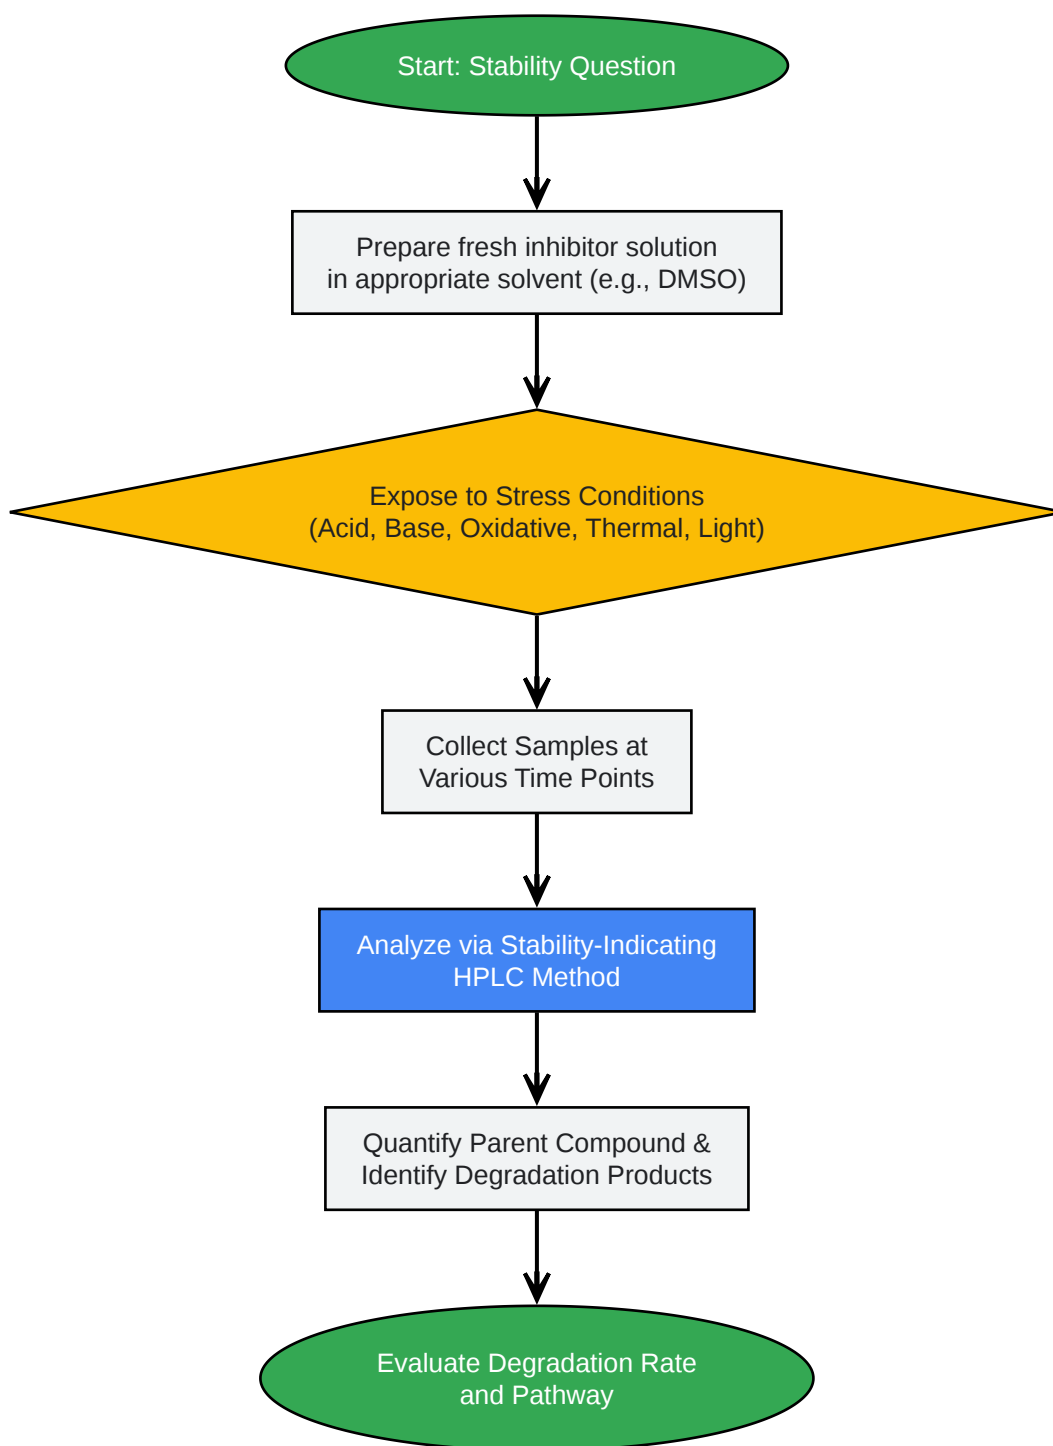 Start: Stability Question
Prepare fresh inhibitor solution
in appropriate solvent (e.g., DMSO)
Expose to Stress Conditions
(Acid, Base, Oxidative, Thermal, Light)
Collect Samples at
Various Time Points
Analyze via Stability-Indicating
HPLC Method
Quantify Parent Compound &
Identify Degradation Products
Evaluate Degradation Rate
and Pathway